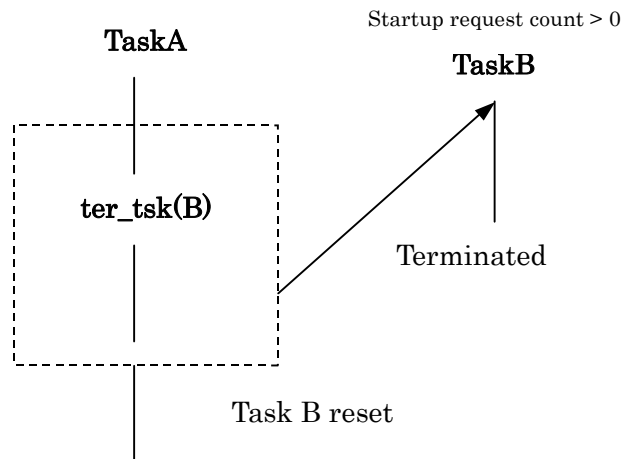 Startup request count > 0
TaskA
TaskB
ter_tsk(B)
Terminated
Task B reset